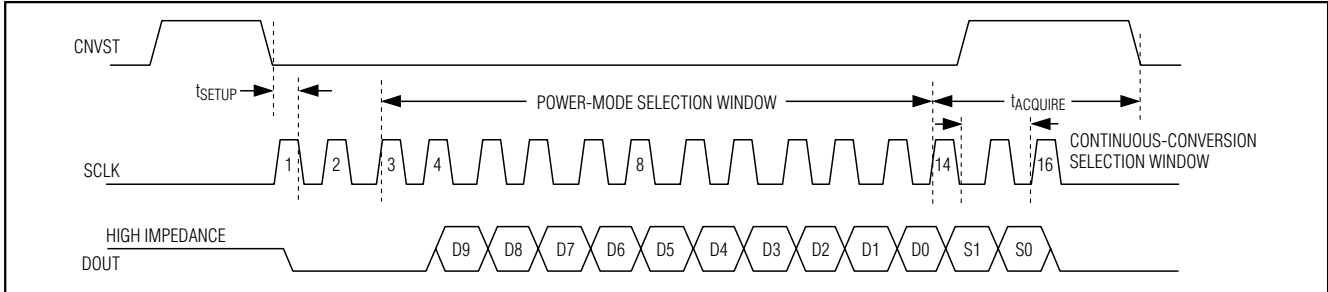 CNVST
tSETUP
POWER-MODE SELECTION WINDOW
tACQUIRE
CONTINUOUS-CONVERSION
SELECTION WINDOW
SCLK
1 2 3 4 8 14 16
HIGH IMPEDANCE
DOUT
D9 D8 D7 D6 D5 D4 D3 D2 D1 D0 S1 S0